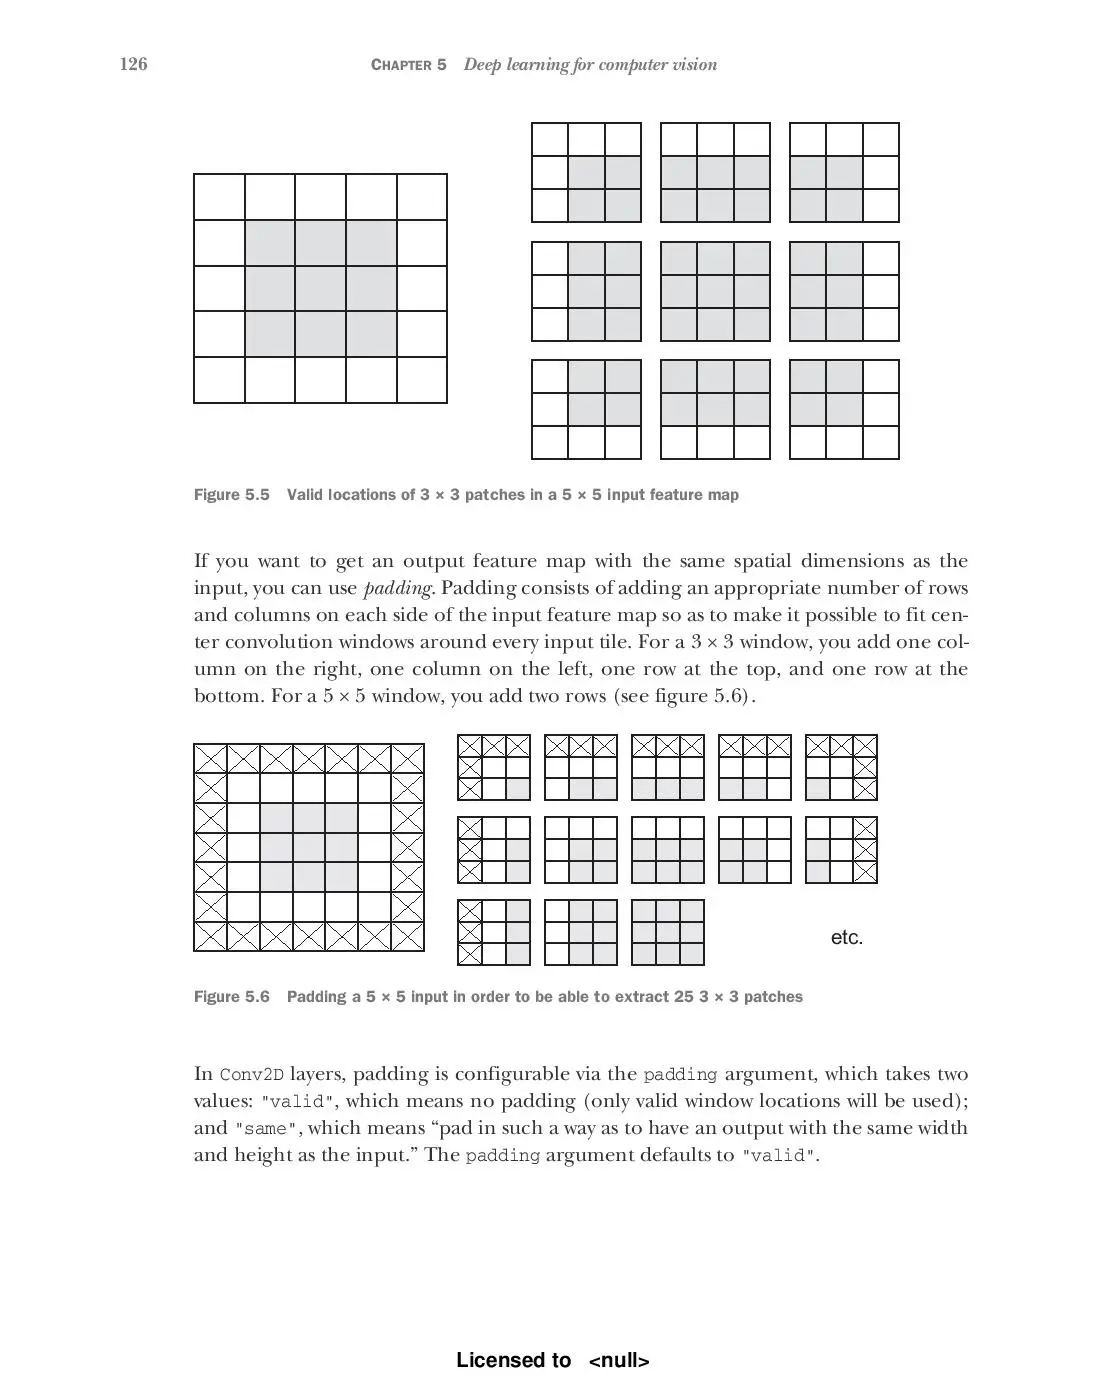 126
CHAPTER 5 Deep learning for computer vision
Figure 5.5 Valid locations of 3 × 3 patches in a 5 × 5 input feature map
If you want to get an output feature map with the same spatial dimensions as the
input, you can use padding. Padding consists of adding an appropriate number of rows
and columns on each side of the input feature map so as to make it possible to fit cen-
ter convolution windows around every input tile. For a 3 × 3 window, you add one col-
umn on the right, one column on the left, one row at the top, and one row at the
bottom. For a 5 × 5 window, you add two rows (see figure 5.6).
etc.
Figure 5.6 Padding a 5 × 5 input in order to be able to extract 25 3 × 3 patches
In Conv2D layers, padding is configurable via the padding argument, which takes two
values: "valid", which means no padding (only valid window locations will be used);
and "same", which means “pad in such a way as to have an output with the same width
and height as the input.” The padding argument defaults to "valid".
Licensed to <null>